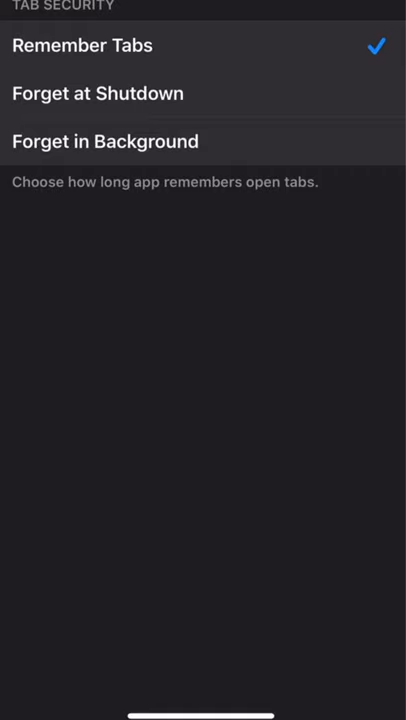 TAB SECURITY
Remember Tabs
Forget at Shutdown
Forget in Background
Choose how long app remembers open tabs.